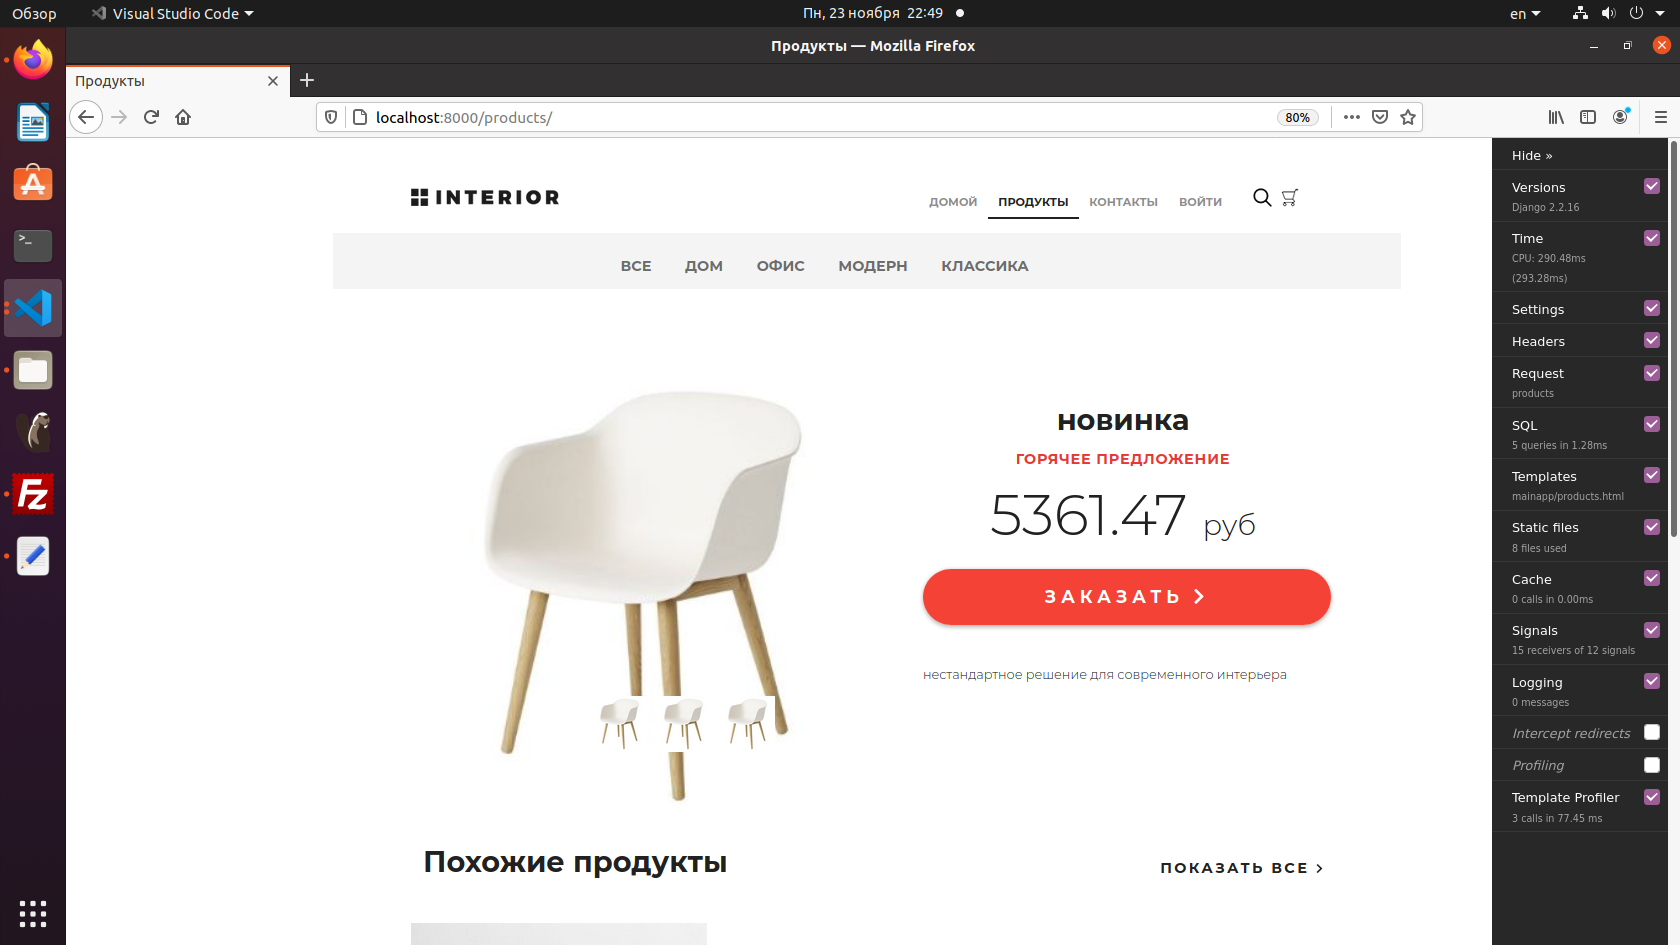 Обзор
Visual Studio Code
Пн, 23 ноября 22:49
en
Продукты — Mozilla Firefox
Продукты
localhost:8000/products/
80%
INTERIOR
ДОМОЙ
ПРОДУКТЫ
КОНТАКТЫ
ВОЙТИ
ВСЕ
ДОМ
ОФИС
МОДЕРН
КЛАССИКА
новинка
ГОРЯЧЕЕ ПРЕДЛОЖЕНИЕ
5361.47 руб
ЗАКАЗАТЬ
нестандартное решение для современного интерьера
Похожие продукты
ПОКАЗАТЬ ВСЕ
Hide »
Versions
Django 2.2.16
Time
CPU: 290.48ms
(293.28ms)
Settings
Headers
Request
products
SQL
5 queries in 1.28ms
Templates
mainapp/products.html
Static files
8 files used
Cache
0 calls in 0.00ms
Signals
15 receivers of 12 signals
Logging
0 messages
Intercept redirects
Profiling
Template Profiler
3 calls in 77.45 ms